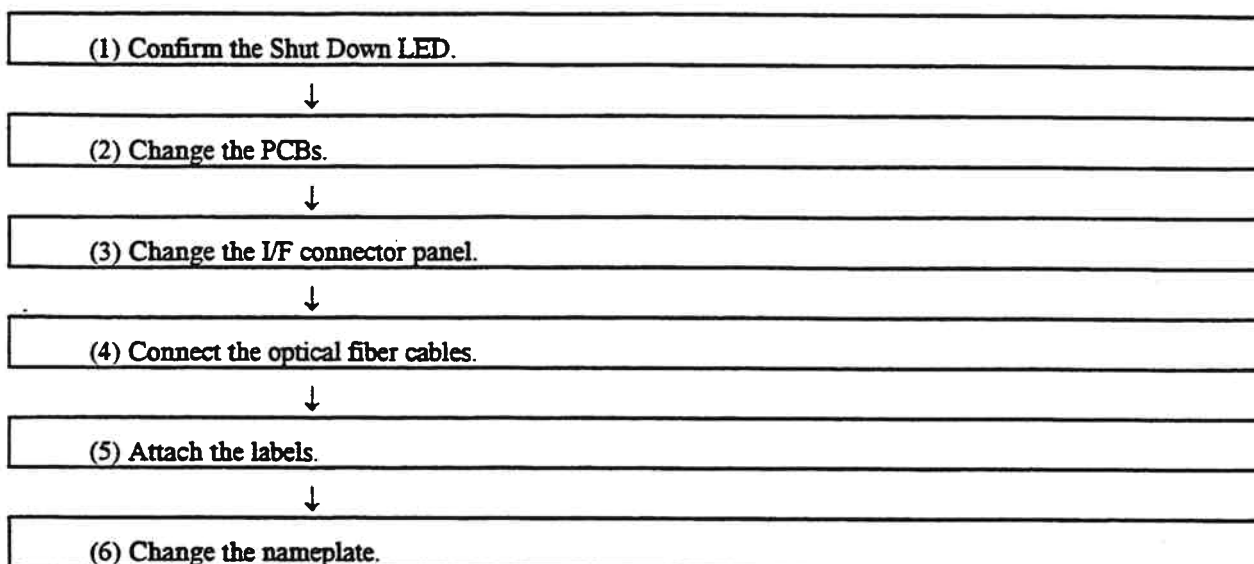 (1) Confirm the Shut Down LED.
↓
(2) Change the PCBs.
↓
(3) Change the I/F connector panel.
↓
(4) Connect the optical fiber cables.
↓
(5) Attach the labels.
↓
(6) Change the nameplate.